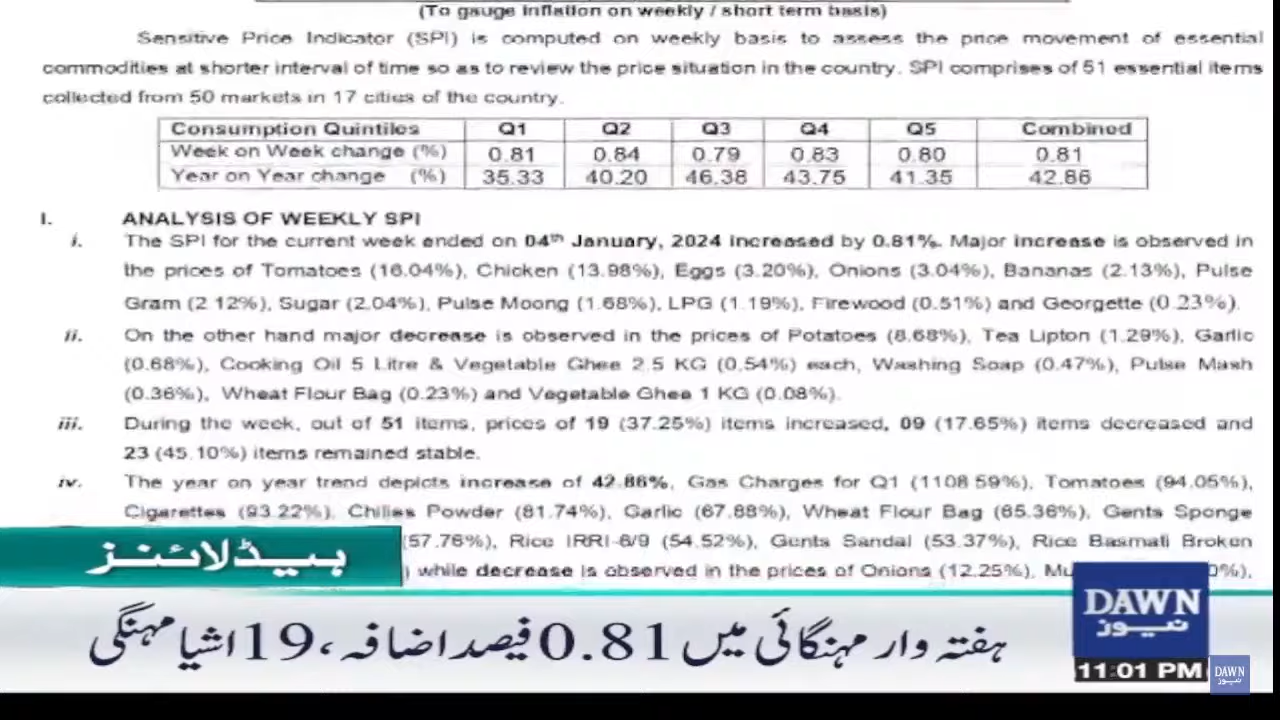 (To gauge inflation on weekly / short term basis)
Sensitive Price Indicator (SPI) is computed on weekly basis to assess the price movement of essential
commodities at shorter interval of time so as to review the price situation in the country. SPI comprises of 51 essential items
collected from 50 markets in 17 cities of the country.
Consumption Quintiles Q1 Q2 Q3 Q4 Q5 Combined
Week on Week change (%) 0.81 0.84 0.79 0.83 0.80 0.81
Year on Year change (%) 35.33 40.20 46.38 43.75 41.35 42.86
I. ANALYSIS OF WEEKLY SPI
i. The SPI for the current week ended on 04th January, 2024 increased by 0.81%. Major increase is observed in
the prices of Tomatoes (16.04%), Chicken (13.98%), Eggs (3.20%), Onions (3.04%), Bananas (2.13%), Pulse
Gram (2.12%), Sugar (2.04%), Pulse Moong (1.68%), LPG (1.19%), Firewood (0.51%) and Georgette (0.23%).
ii. On the other hand major decrease is observed in the prices of Potatoes (8.68%), Tea Lipton (1.29%), Garlic
(0.68%), Cooking Oil 5 Litre & Vegetable Ghee 2.5 KG (0.54%) each, Washing Soap (0.47%), Pulse Mash
(0.36%), Wheat Flour Bag (0.23%) and Vegetable Ghee 1 KG (0.08%).
iii. During the week, out of 51 items, prices of 19 (37.25%) items increased, 09 (17.65%) items decreased and
23 (45.10%) items remained stable.
iv. The year on year trend depicts increase of 42.86%, Gas Charges for Q1 (1108.59%), Tomatoes (94.05%),
Cigarettes (93.22%), Chilies Powder (81.74%), Garlic (67.88%), Wheat Flour Bag (65.36%), Gents Sponge
(57.76%), Rice IRRI-6/9 (54.52%), Gents Sandal (53.37%), Rice Basmati Broken
) while decrease is observed in the prices of Onions (12.25%),
ہیڈلائنز
ہفتہ وار مہنگائی میں 0.81 فیصد اضافہ، 19 اشیا مہنگی
DAWN
نیوز
11:01 PM
DAWN
نیوز